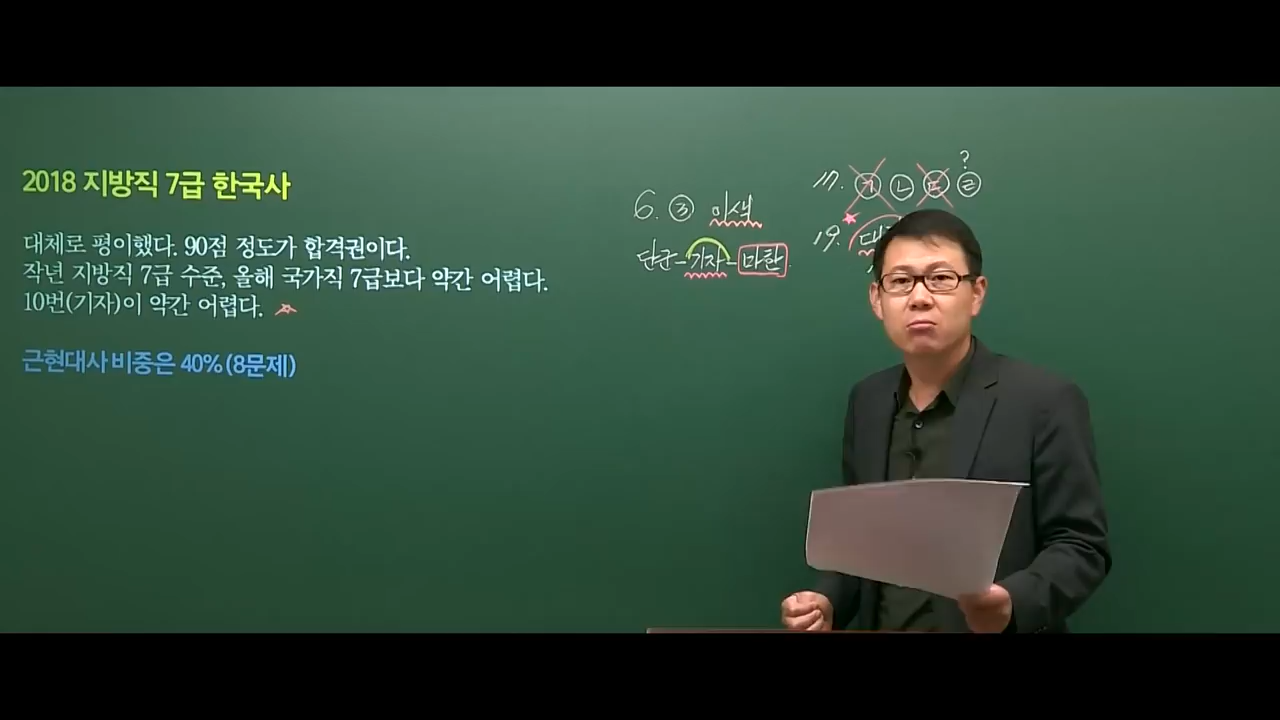 2018 지방직 7급 한국사
대체로 평이했다. 90점 정도가 합격권이다.
작년 지방직 7급 수준, 올해 국가직 7급보다 약간 어렵다.
10번(기자)이 약간 어렵다.
근현대사 비중은 40% (8문제)
6. ③ 이색
단군-기자-마한
?
17. ㄱ ㄴ ㄷ ㄹ
19.